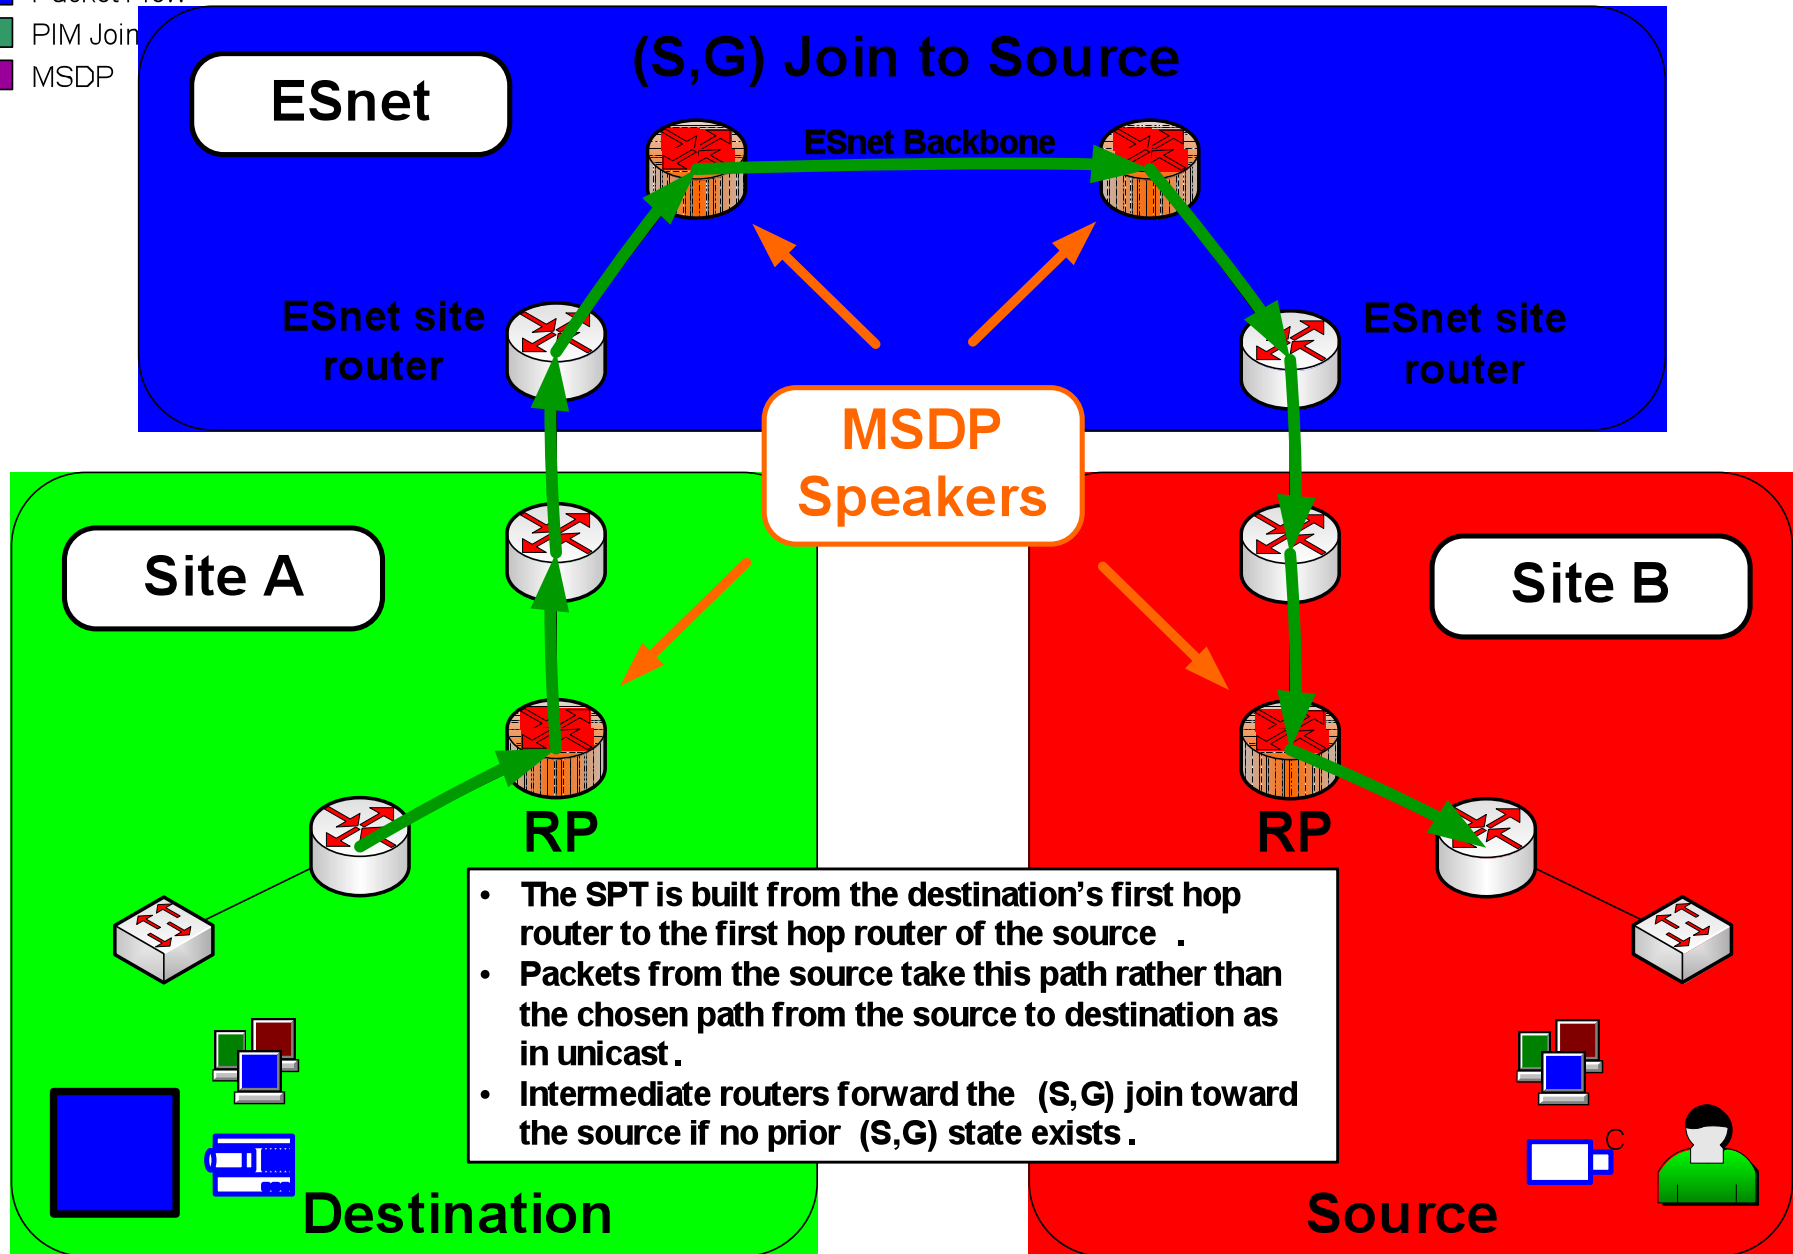 PIM Join
MSDP
ESnet
(S,G) Join to Source
ESnet Backbone
ESnet site
router
ESnet site
router
MSDP
Speakers
Site A
Site B
RP
RP
• The SPT is built from the destination’s first hop
router to the first hop router of the source .
• Packets from the source take this path rather than
the chosen path from the source to destination as
in unicast.
• Intermediate routers forward the (S,G) join toward
the source if no prior (S,G) state exists.
C
Destination
Source